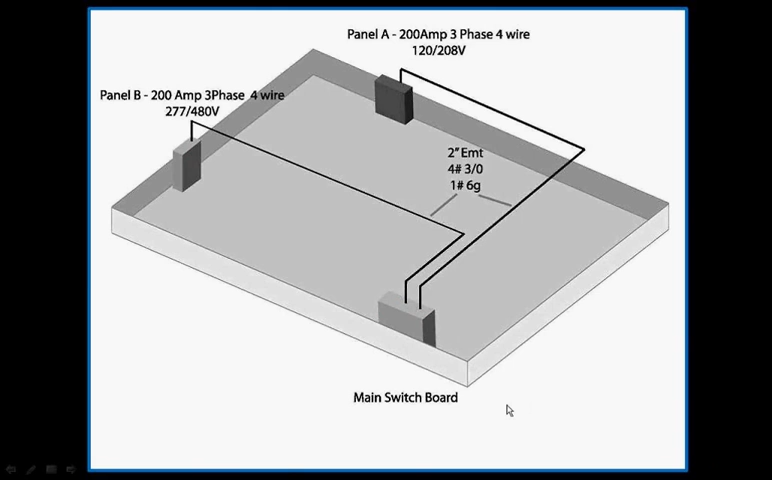 Panel A - 200Amp 3 Phase 4 wire
120/208V
Panel B - 200 Amp 3Phase 4 wire
277/480V
2" Emt
4# 3/0
1# 6g
Main Switch Board